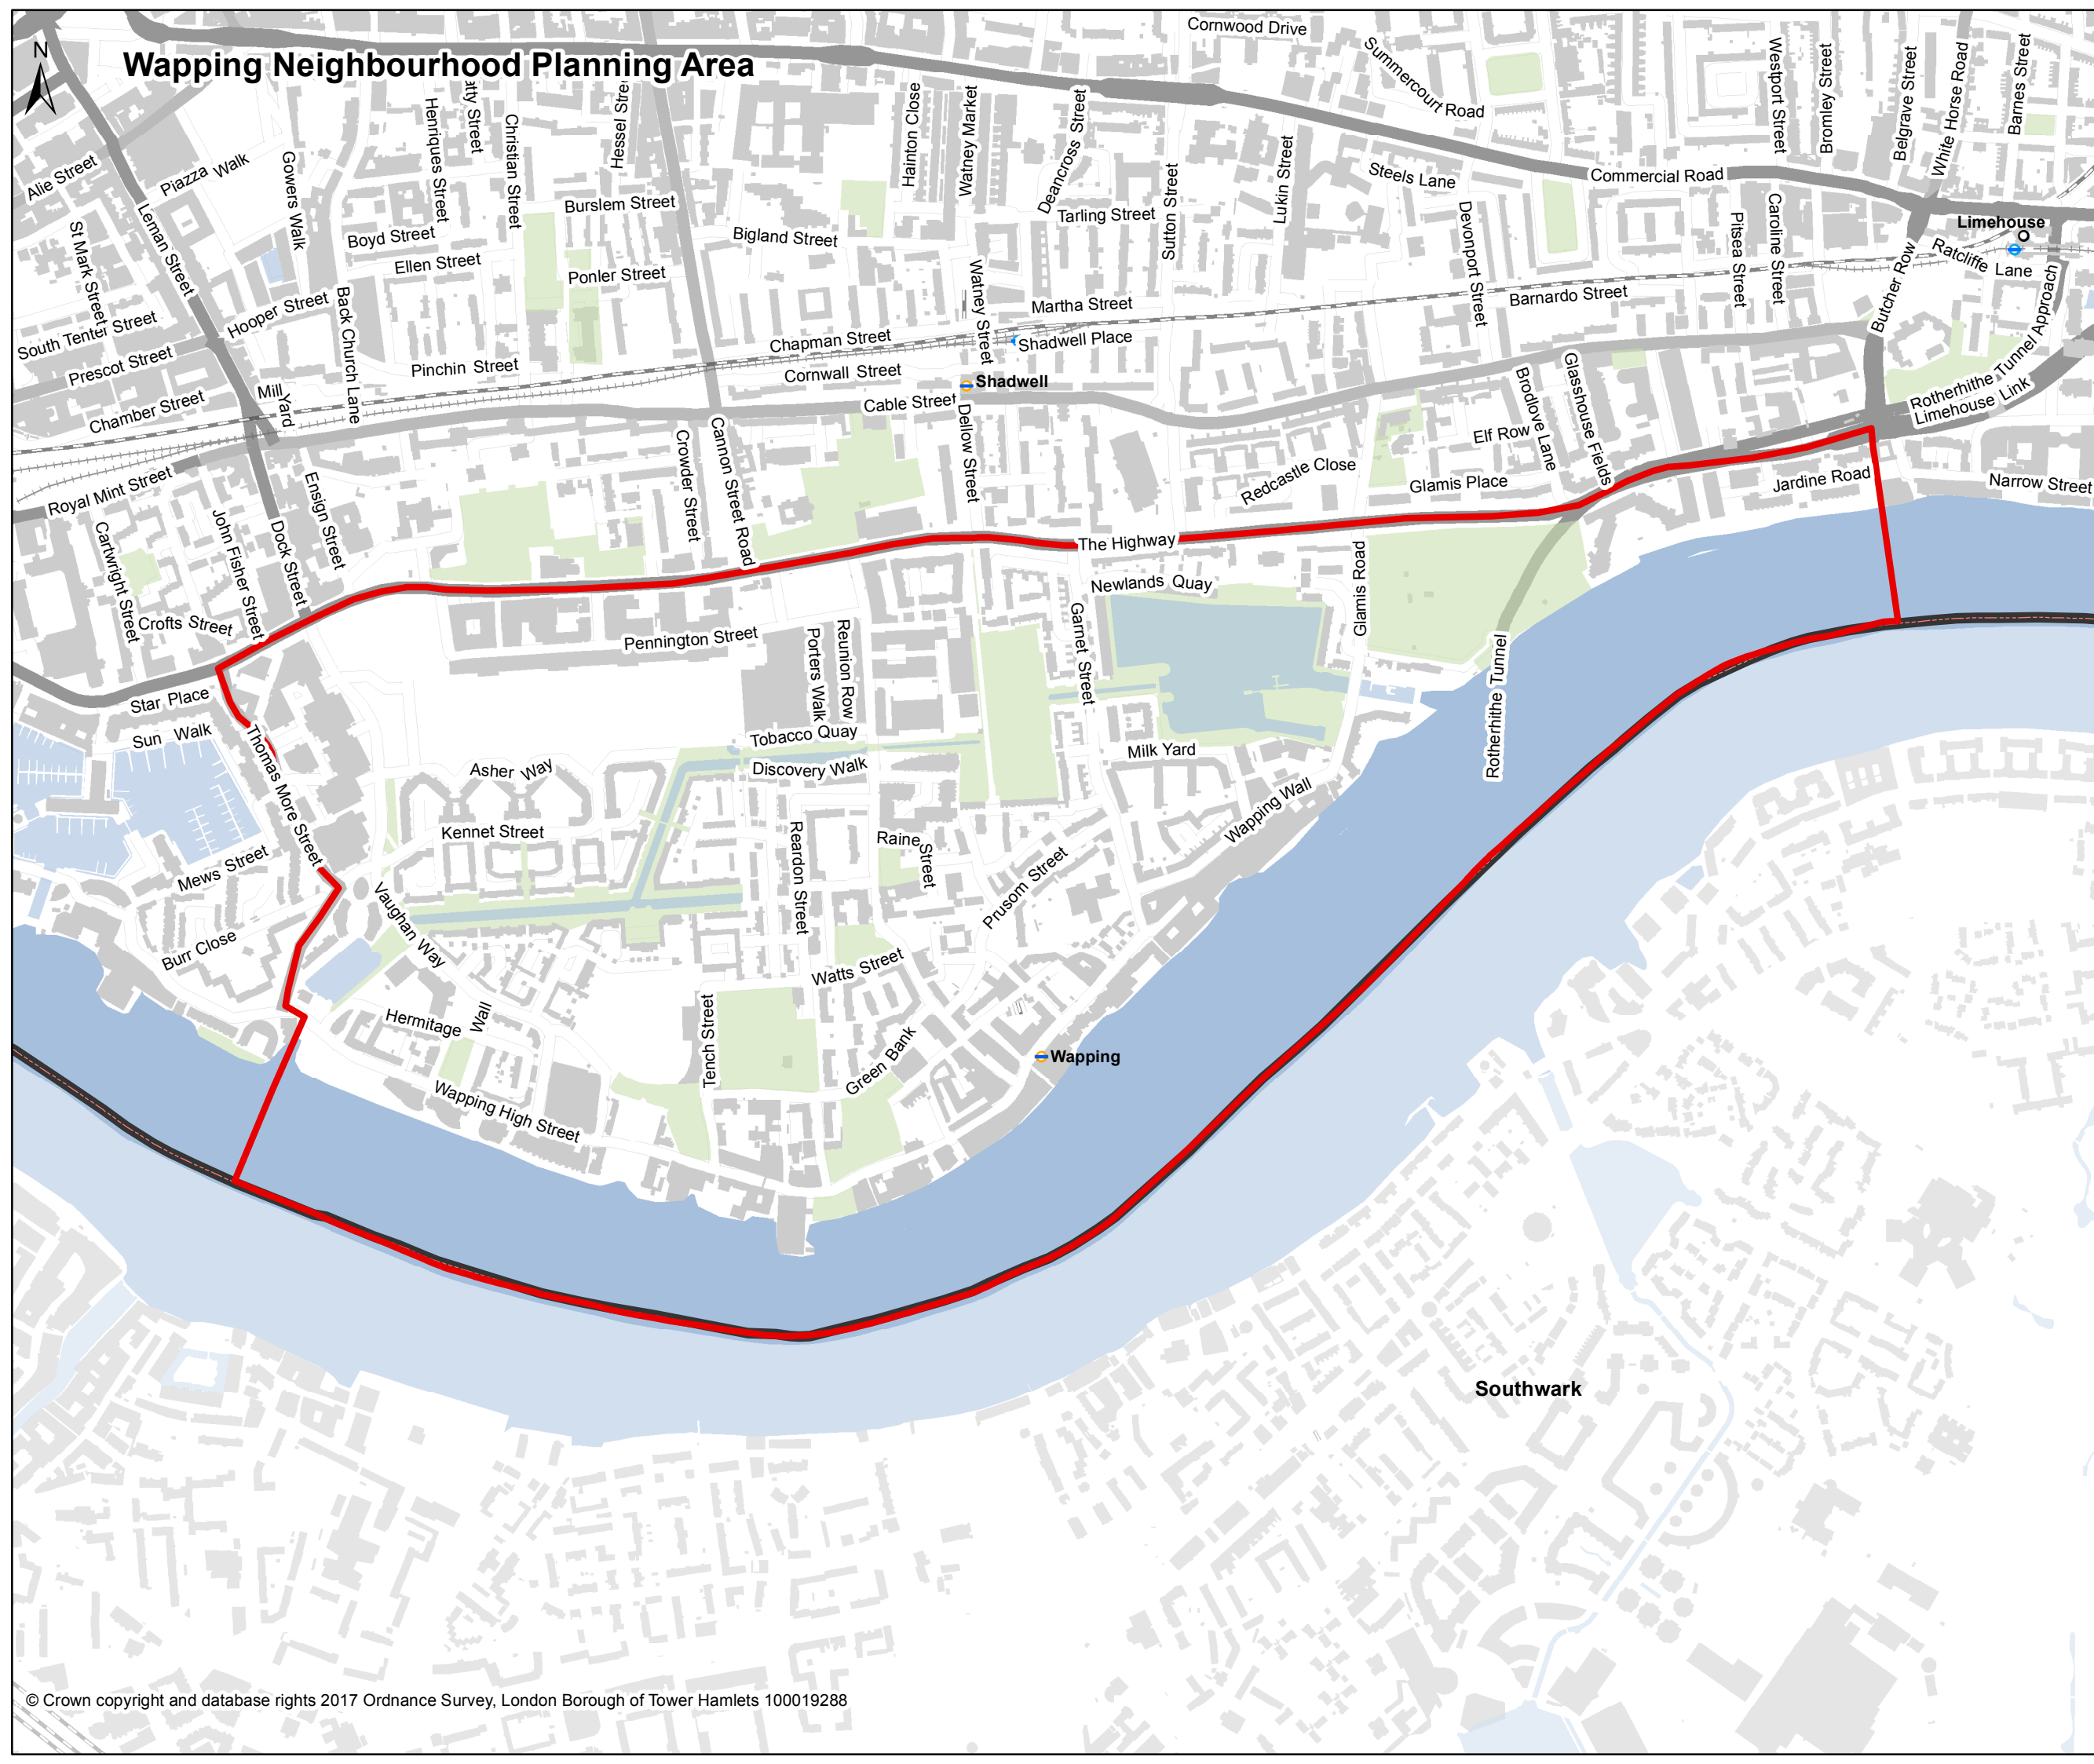 Wapping Neighbourhood Planning Area
N
Cornwood Drive
Summercourt Road
Westport Street
Bromley Street
Belgrave Street
White Horse Road
Barnes Street
Henriques Street
atty Street
Christian Street
Hessel Stree
Hainton Close
Watney Market
Deancross Street
Sutton Street
Lukin Street
Steels Lane
Commercial Road
Alie Street
Piazza Walk
Gowers Walk
Leman Street
St Mark Street
Boyd Street
Ellen Street
Burslem Street
Ponler Street
Bigland Street
Tarling Street
Devonport Street
Pitsea Street
Caroline Street
Limehouse
Ratcliffe Lane
Butcher Row
Rotherhithe Tunnel Approach
Limehouse Link
South Tenter Street
Prescot Street
Chamber Street
Hooper Street
Back Church Lane
Mill Yard
Pinchin Street
Chapman Street
Cornwall Street
Watney Street
Martha Street
Shadwell Place
Shadwell
Cable Street
Barnardo Street
Glasshouse Fields
Brodlove Lane
Elf Row
Glamis Place
Redcastle Close
Jardine Road
Narrow Street
Royal Mint Street
Cartwright Street
John Fisher Street
Dock Street
Ensign Street
Crofts Street
Crowder Street
Cannon Street Road
Dellow Street
The Highway
Newlands Quay
Garnet Street
Glamis Road
Rotherhithe Tunnel
Star Place
Sun Walk
Thomas More Street
Pennington Street
Porters Walk
Reunion Row
Tobacco Quay
Discovery Walk
Asher Way
Kennet Street
Milk Yard
Wapping Wall
Mews Street
Burr Close
Vaughan Way
Reardon Street
Raine Street
Prusom Street
Watts Street
Hermitage Wall
Tench Street
Green Bank
Wapping
Wapping High Street
Southwark
© Crown copyright and database rights 2017 Ordnance Survey, London Borough of Tower Hamlets 100019288